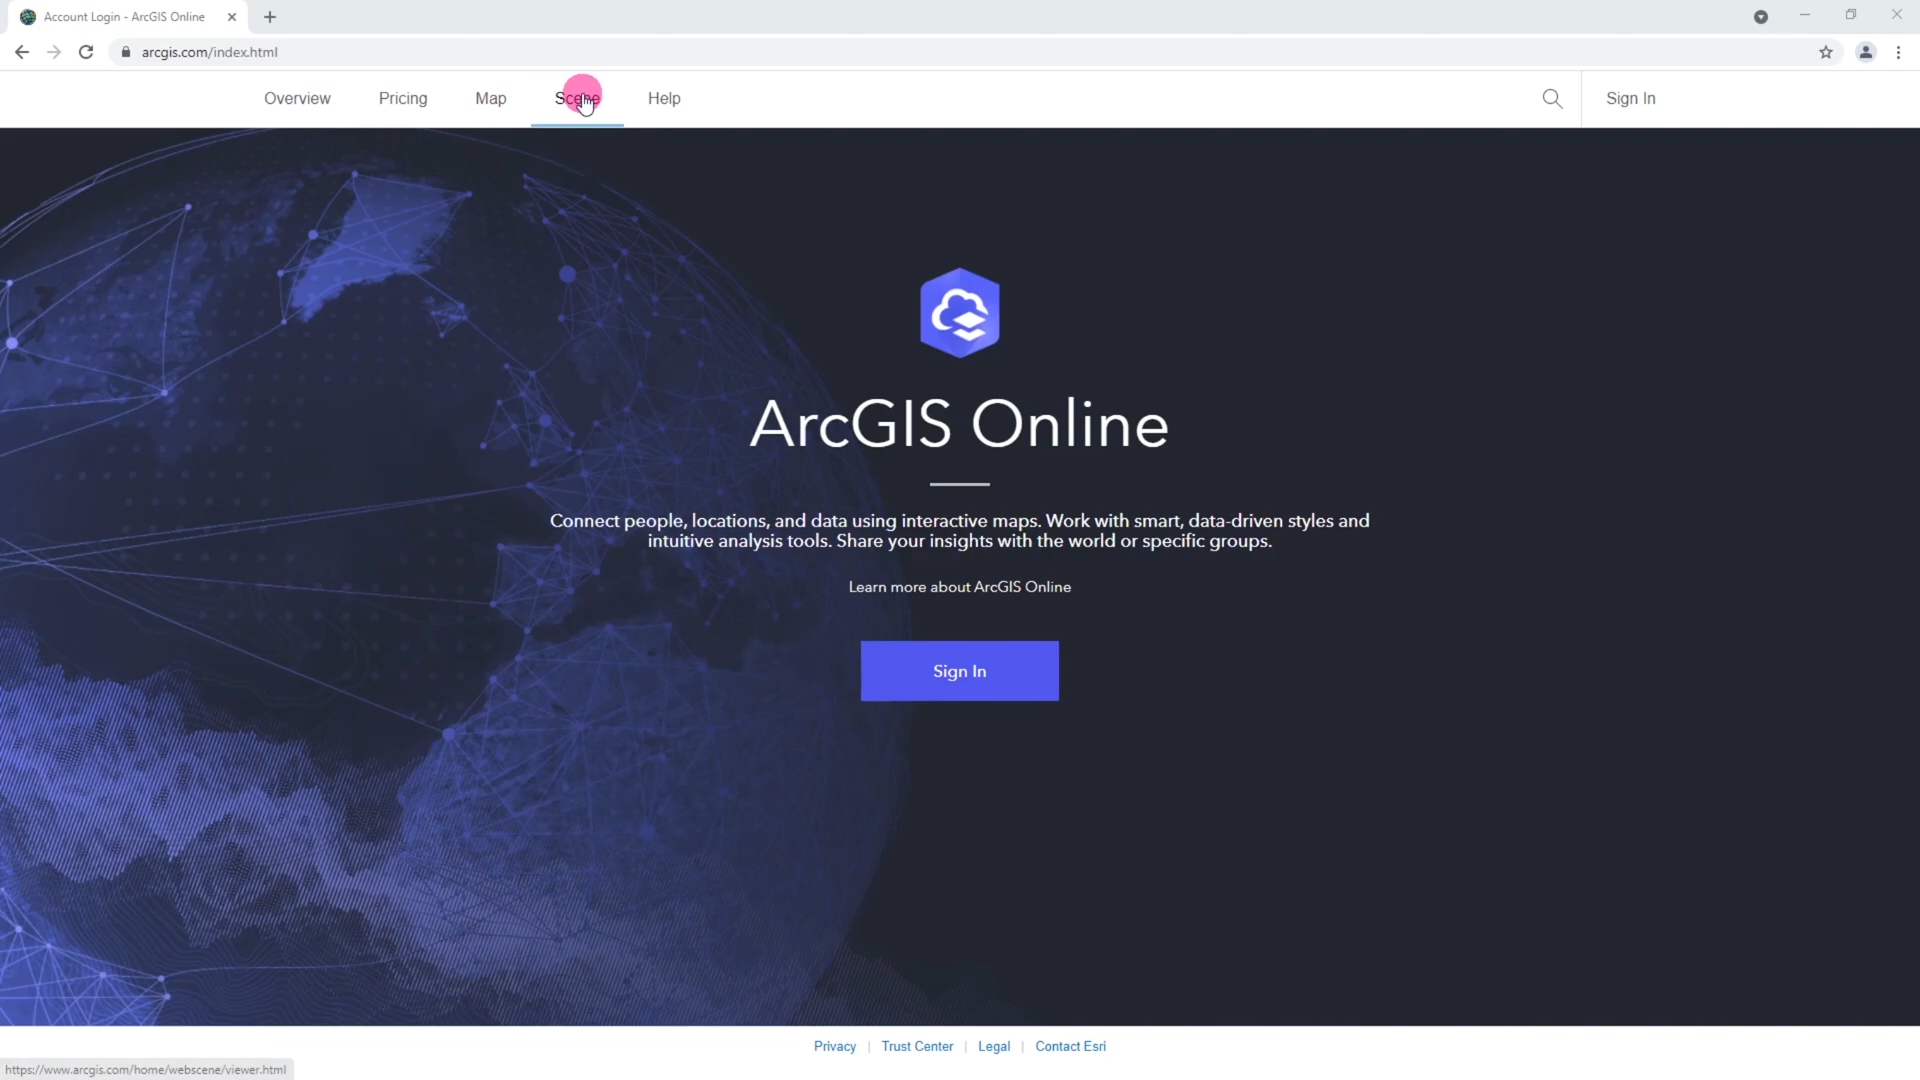 Account Login - ArcGIS Online
arcgis.com/index.html
Overview Pricing Map Scene Help Sign In
ArcGIS Online
Connect people, locations, and data using interactive maps. Work with smart, data-driven styles and
intuitive analysis tools. Share your insights with the world or specific groups.
Learn more about ArcGIS Online
Sign In
Privacy | Trust Center | Legal | Contact Esri
https://www.arcgis.com/home/webscene/viewer.html